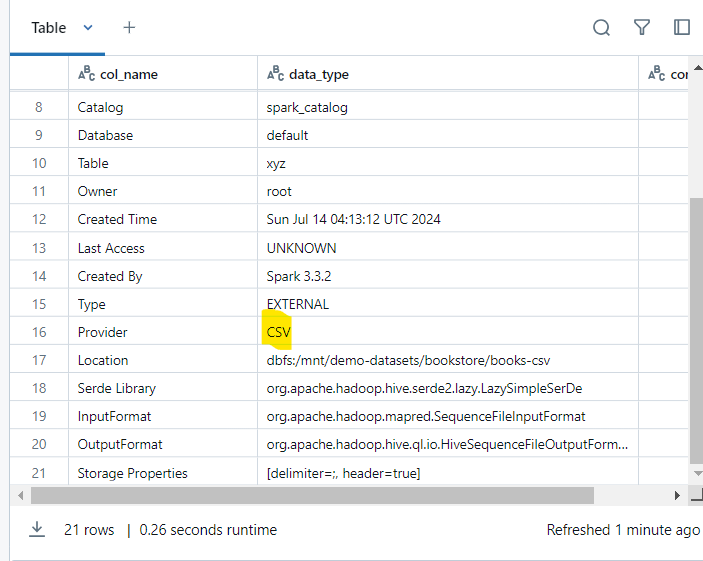 Table +
ABC col_name ABC data_type ABC
8 Catalog spark_catalog
9 Database default
10 Table xyz
11 Owner root
12 Created Time Sun Jul 14 04:13:12 UTC 2024
13 Last Access UNKNOWN
14 Created By Spark 3.3.2
15 Type EXTERNAL
16 Provider CSV
17 Location dbfs:/mnt/demo-datasets/bookstore/books-csv
18 Serde Library org.apache.hadoop.hive.serde2.lazy.LazySimpleSerDe
19 InputFormat org.apache.hadoop.mapred.SequenceFileInputFormat
20 OutputFormat org.apache.hadoop.hive.ql.io.HiveSequenceFileOutputForm...
21 Storage Properties [delimiter=;, header=true]
21 rows | 0.26 seconds runtime Refreshed 1 minute ago